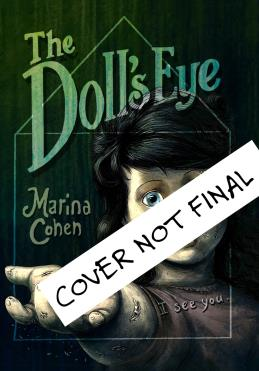 The
Doll's Eye
Marina
Cohen
COVER NOT FINAL
I see you.